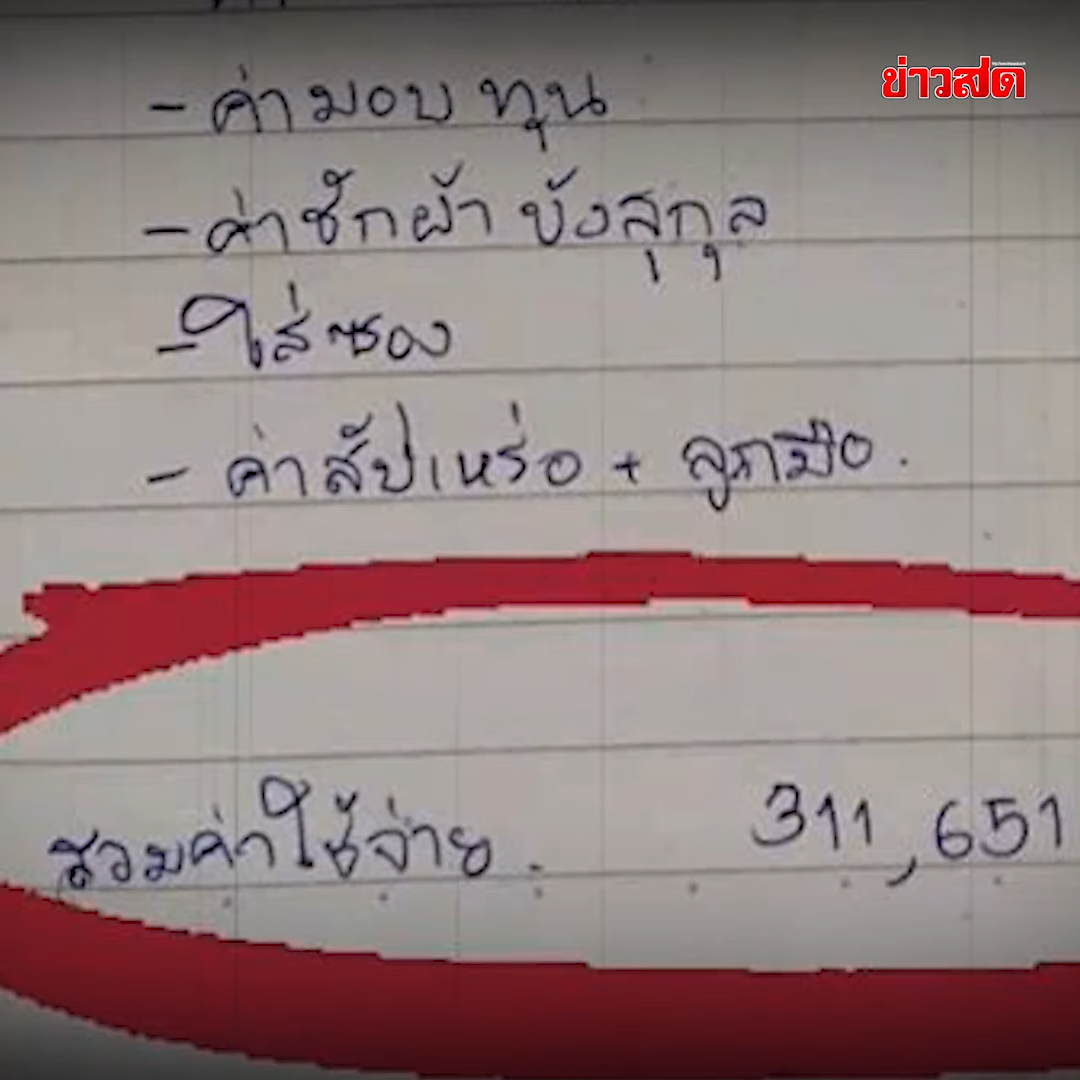 ข่าวสด
- ค่ามอบ ทุน
- ค่าชักผ้า บังสุกุล
- ใส่ซอง
- ค่าสัปเหร่อ + ลูกมือ.
รวมค่าใช้จ่าย. 311,651